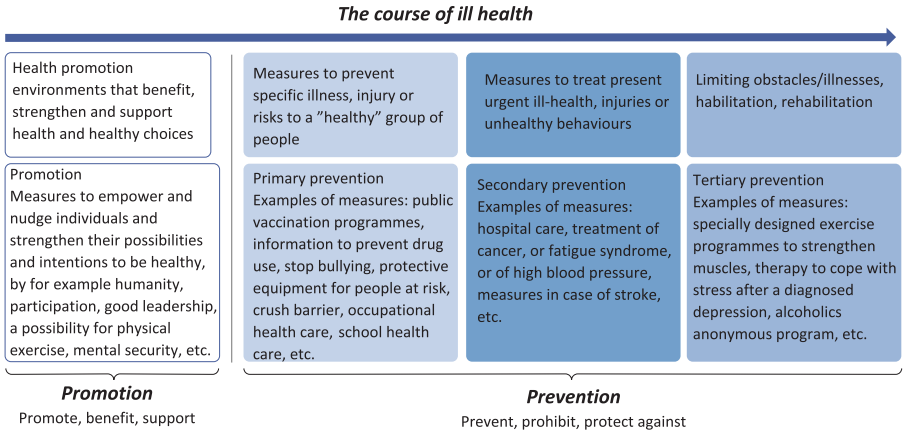 The course of ill health
Health promotion
environments that benefit,
strengthen and support
health and healthy choices
Measures to prevent
specific illness, injury or
risks to a ”healthy” group of
people
Measures to treat present
urgent ill-health, injuries or
unhealthy behaviours
Limiting obstacles/illnesses,
habilitation, rehabilitation
Promotion
Measures to empower and
nudge individuals and
strengthen their possibilities
and intentions to be healthy,
by for example humanity,
participation, good leadership,
a possibility for physical
exercise, mental security, etc.
Primary prevention
Examples of measures: public
vaccination programmes,
information to prevent drug
use, stop bullying, protective
equipment for people at risk,
crush barrier, occupational
health care, school health
care, etc.
Secondary prevention
Examples of measures:
hospital care, treatment of
cancer, or fatigue syndrome,
or of high blood pressure,
measures in case of stroke,
etc.
Tertiary prevention
Examples of measures:
specially designed exercise
programmes to strengthen
muscles, therapy to cope with
stress after a diagnosed
depression, alcoholics
anonymous program, etc.
Promotion
Promote, benefit, support
Prevention
Prevent, prohibit, protect against